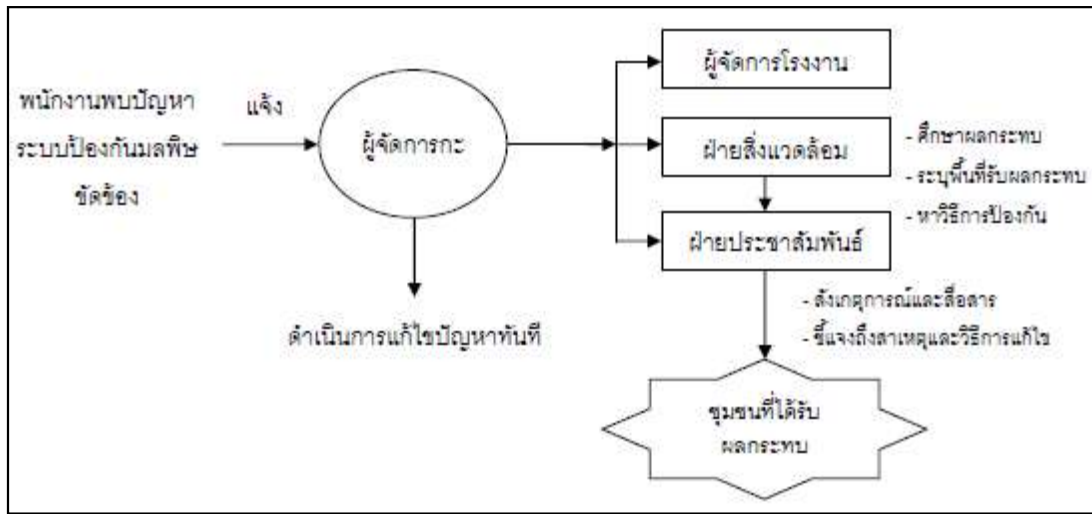 พนักงานพบปัญหา
ระบบป้องกันมลพิษ
ขัดข้อง
แจ้ง
ผู้จัดการกะ
ดำเนินการแก้ไขปัญหาทันที
ผู้จัดการโรงงาน
ฝ่ายสิ่งแวดล้อม
- ศึกษาผลกระทบ
- ระบุพื้นที่รับผลกระทบ
- หาวิธีการป้องกัน
ฝ่ายประชาสัมพันธ์
- สังเกตุการณ์และสื่อสาร
- ชี้แจงถึงสาเหตุและวิธีการแก้ไข
ชุมชนที่ได้รับ
ผลกระทบ